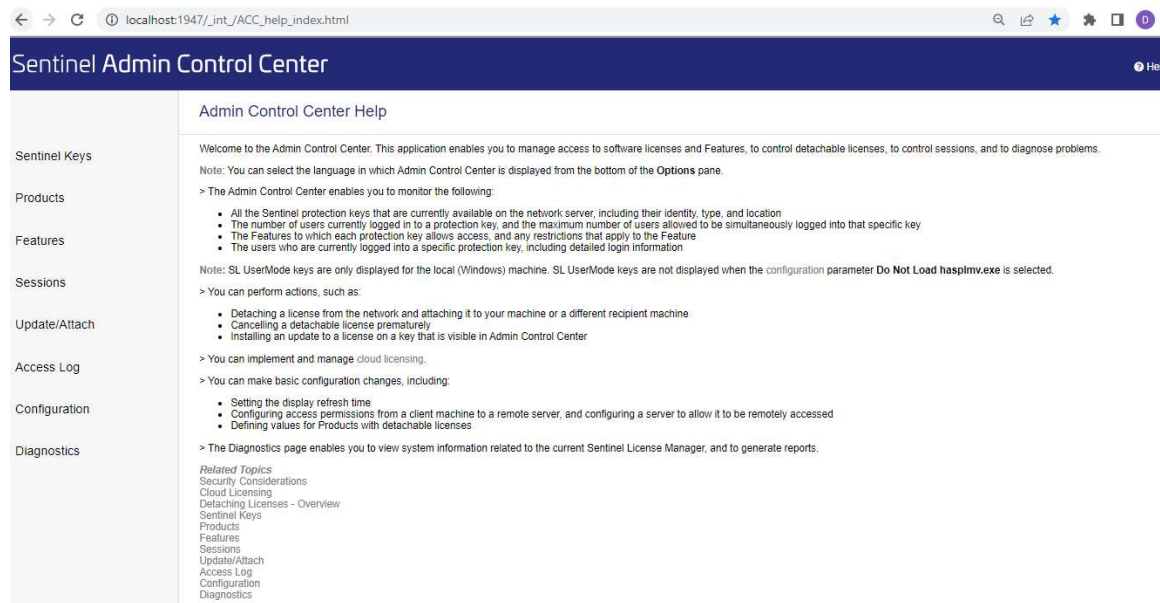 localhost:1947/_int_/ACC_help_index.html
D
Sentinel Admin Control Center
? He
Admin Control Center Help
Sentinel Keys
Products
Features
Sessions
Update/Attach
Access Log
Configuration
Diagnostics
Welcome to the Admin Control Center. This application enables you to manage access to software licenses and Features, to control detachable licenses, to control sessions, and to diagnose problems.
Note: You can select the language in which Admin Control Center is displayed from the bottom of the Options pane.
> The Admin Control Center enables you to monitor the following:
• All the Sentinel protection keys that are currently available on the network server, including their identity, type, and location
• The number of users currently logged in to a protection key, and the maximum number of users allowed to be simultaneously logged into that specific key
• The Features to which each protection key allows access, and any restrictions that apply to the Feature
• The users who are currently logged into a specific protection key, including detailed login information
Note: SL UserMode keys are only displayed for the local (Windows) machine. SL UserMode keys are not displayed when the configuration parameter Do Not Load hasplmv.exe is selected.
> You can perform actions, such as:
• Detaching a license from the network and attaching it to your machine or a different recipient machine
• Cancelling a detachable license prematurely
• Installing an update to a license on a key that is visible in Admin Control Center
> You can implement and manage cloud licensing.
> You can make basic configuration changes, including:
• Setting the display refresh time
• Configuring access permissions from a client machine to a remote server, and configuring a server to allow it to be remotely accessed
• Defining values for Products with detachable licenses
> The Diagnostics page enables you to view system information related to the current Sentinel License Manager, and to generate reports.
Related Topics
Security Considerations
Cloud Licensing
Detaching Licenses - Overview
Sentinel Keys
Products
Features
Sessions
Update/Attach
Access Log
Configuration
Diagnostics